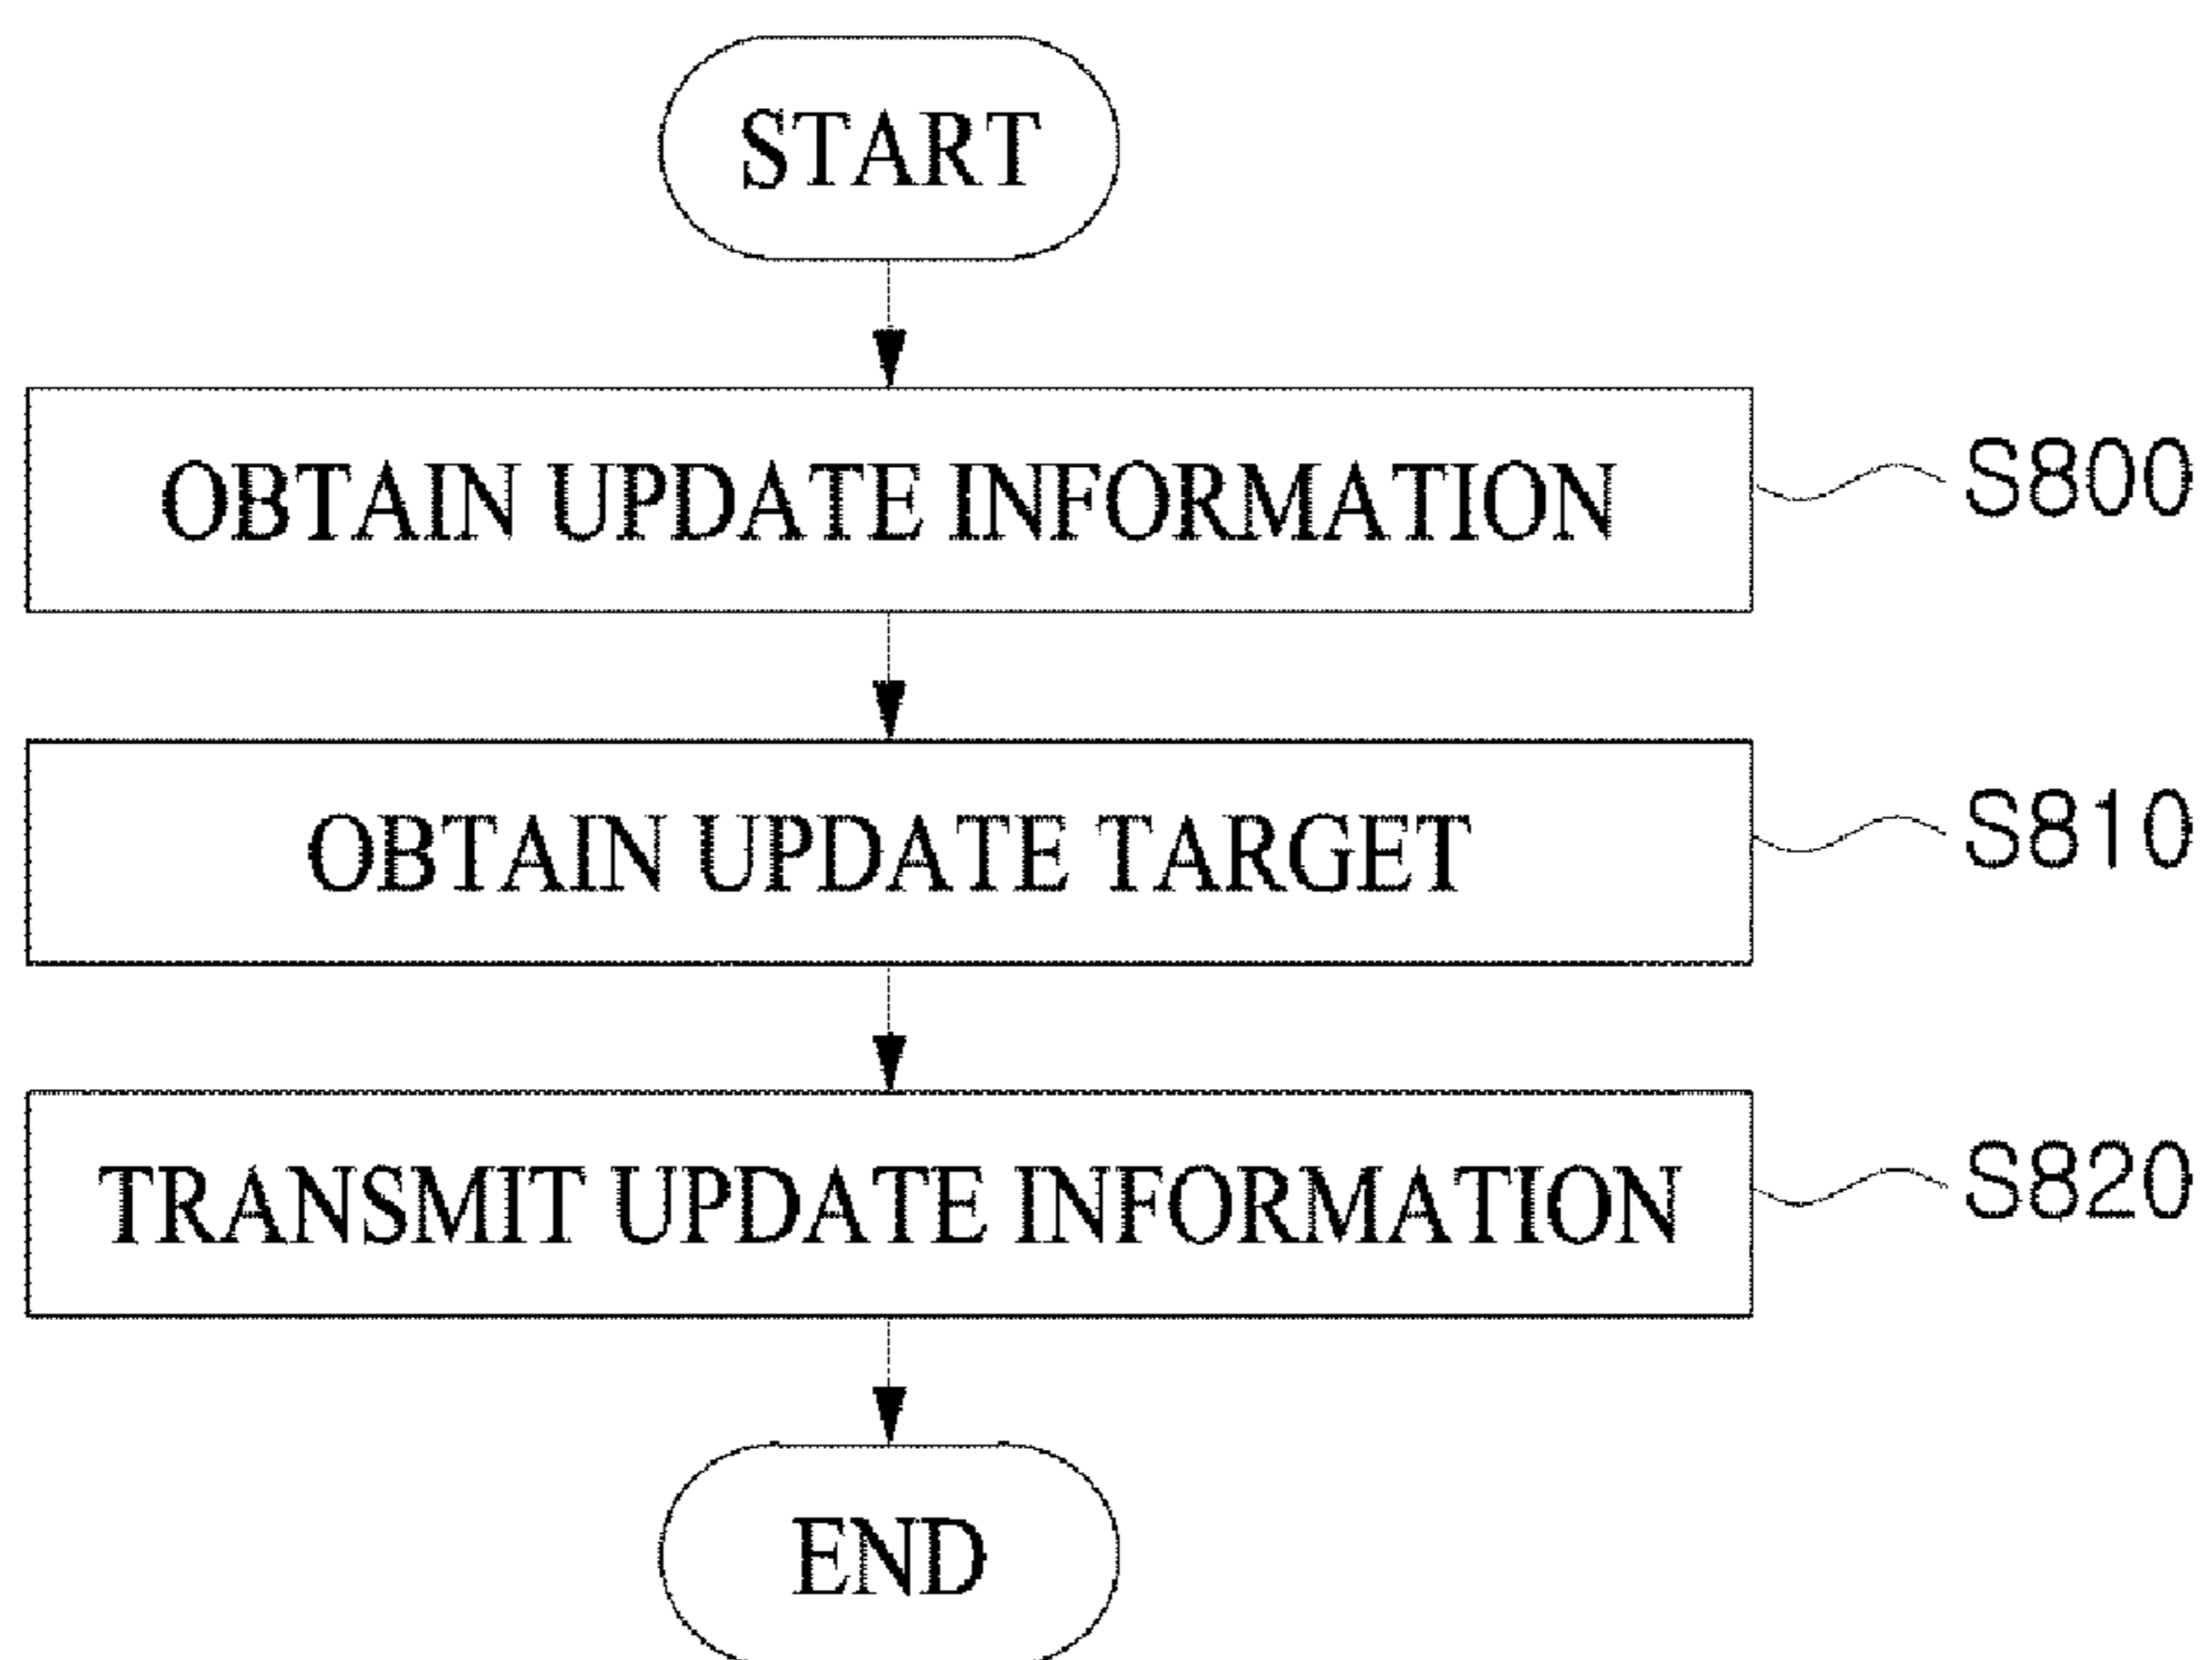 START
OBTAIN UPDATE INFORMATION S800
OBTAIN UPDATE TARGET S810
TRANSMIT UPDATE INFORMATION S820
END